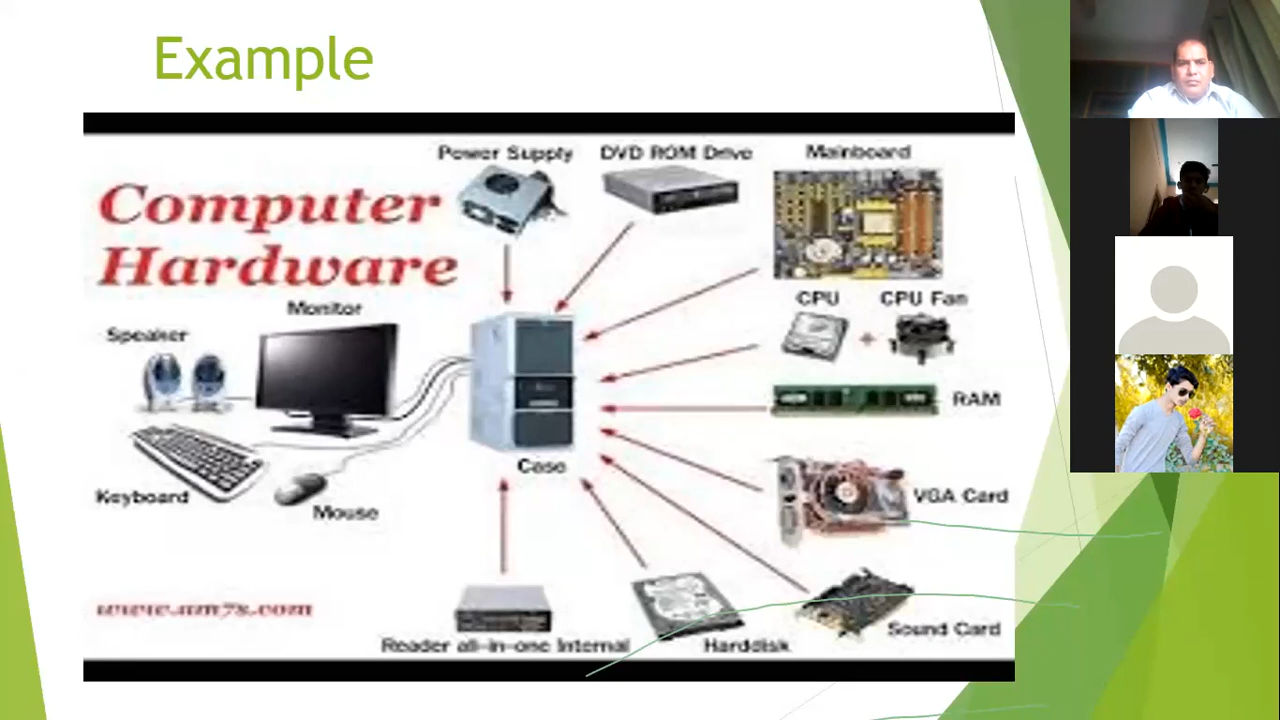 Example
Computer
Hardware
Power Supply
DVD ROM Drive
Mainboard
CPU
CPU Fan
Monitor
Speaker
RAM
Case
Keyboard
Mouse
VGA Card
www.am7s.com
Reader all-in-one Internal
Harddisk
Sound Card